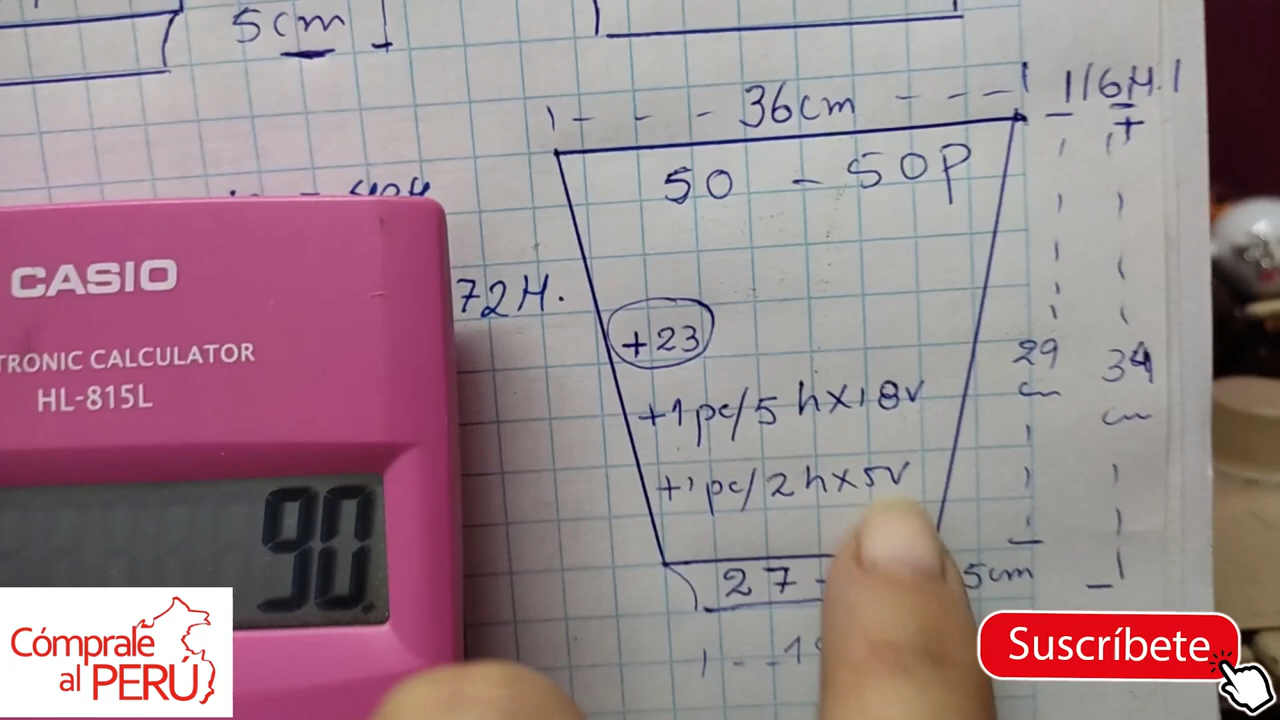 5cm
36cm
116H.
50 - 50P
CASIO
72H.
+23
TRONIC CALCULATOR
HL-815L
29
cm
34
cm
+1pc/5hx18v
+1pc/2hx5v
90.
27
5cm
Cómprale
al PERÚ
Suscríbete